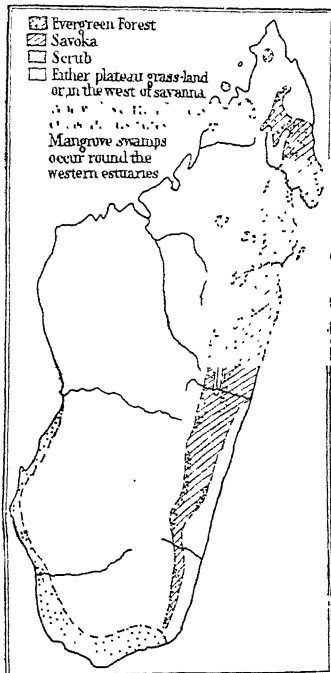 Evergreen Forest
Savoka
Scrub
Either plateau grass-land
or, in the west of savanna
Mangrove swamps
occur round the
western estuaries